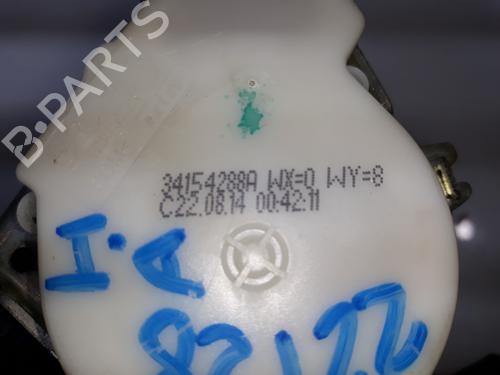 B-PARTS
34154288A WX=0 WY=8
C22.08.14 00:42:11
I.A
82122